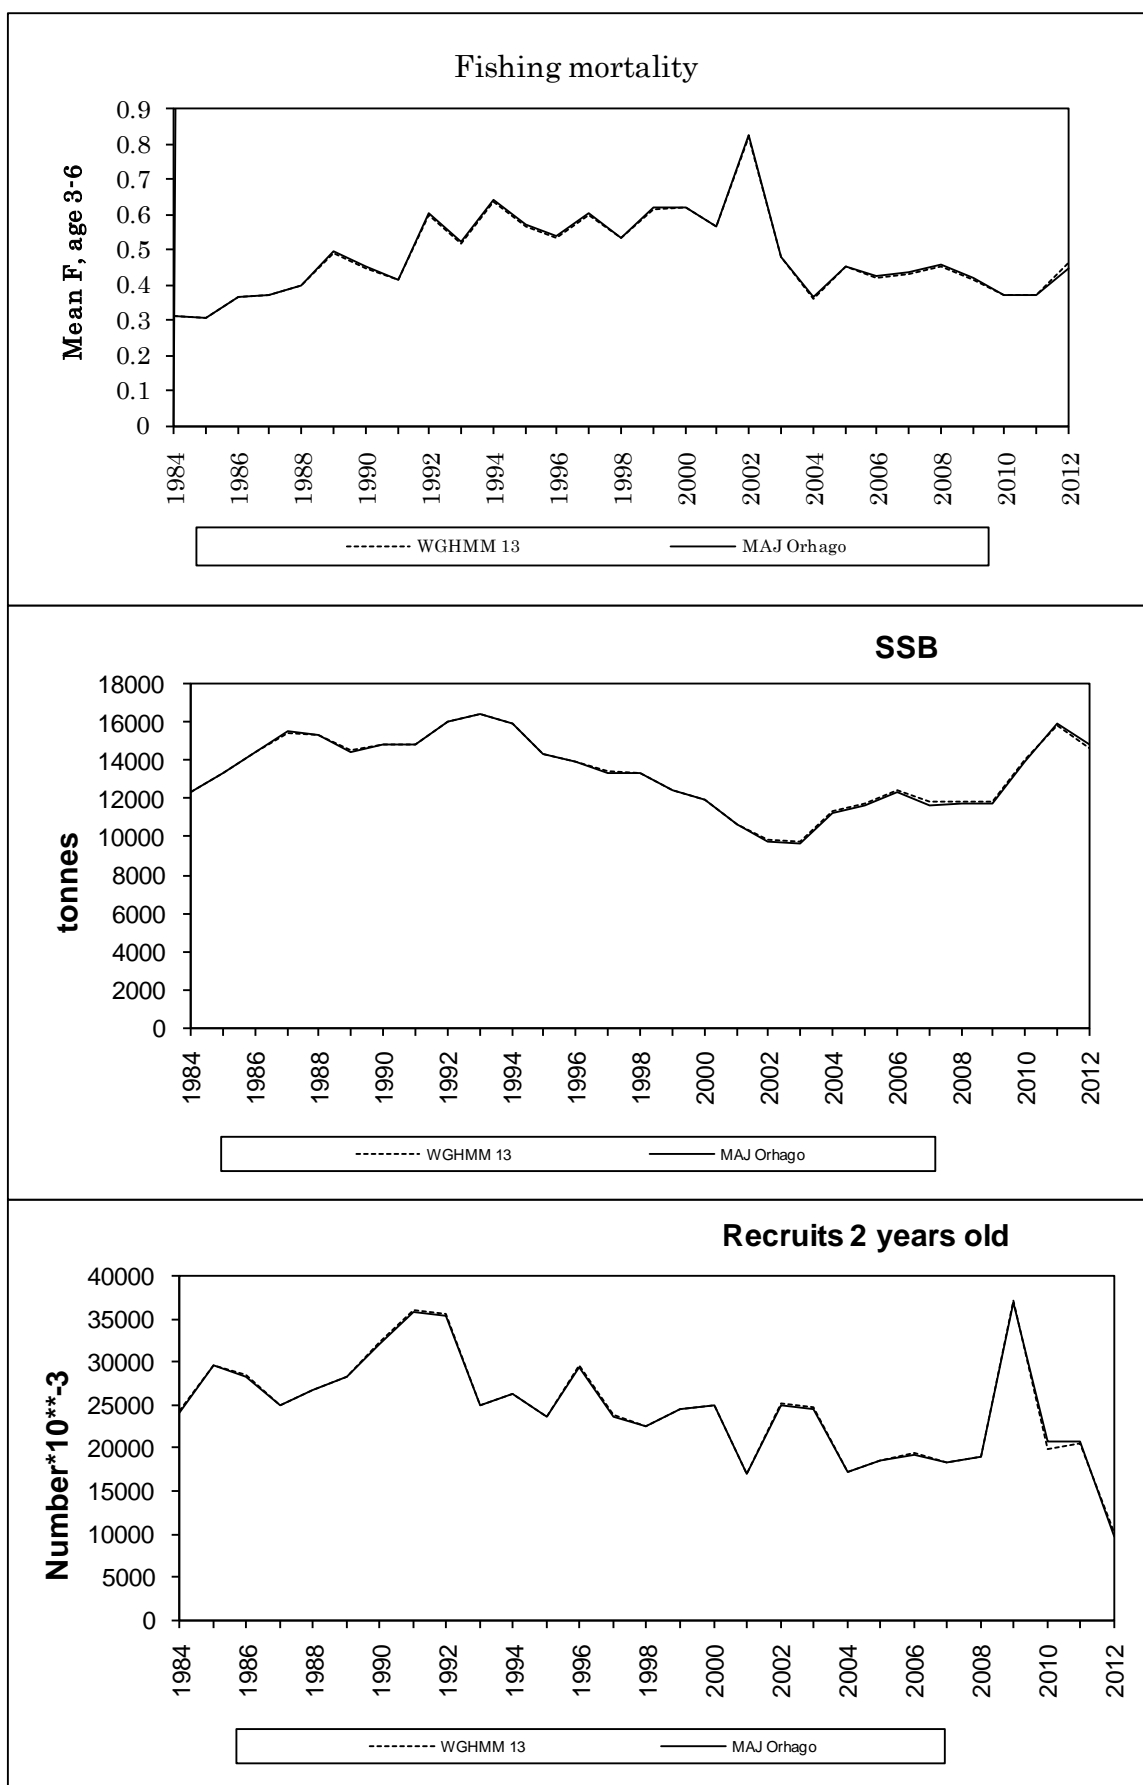 Fishing mortality
Mean F, age 3-6
0.9
0.8
0.7
0.6
0.5
0.4
0.3
0.2
0.1
0
1984 1986 1988 1990 1992 1994 1996 1998 2000 2002 2004 2006 2008 2010 2012
WGHMM 13 MAJ Orhago
SSB
tonnes
18000
16000
14000
12000
10000
8000
6000
4000
2000
0
1984 1986 1988 1990 1992 1994 1996 1998 2000 2002 2004 2006 2008 2010 2012
WGHMM 13 MAJ Orhago
Recruits 2 years old
Number*10**-3
40000
35000
30000
25000
20000
15000
10000
5000
0
1984 1986 1988 1990 1992 1994 1996 1998 2000 2002 2004 2006 2008 2010 2012
WGHMM 13 MAJ Orhago